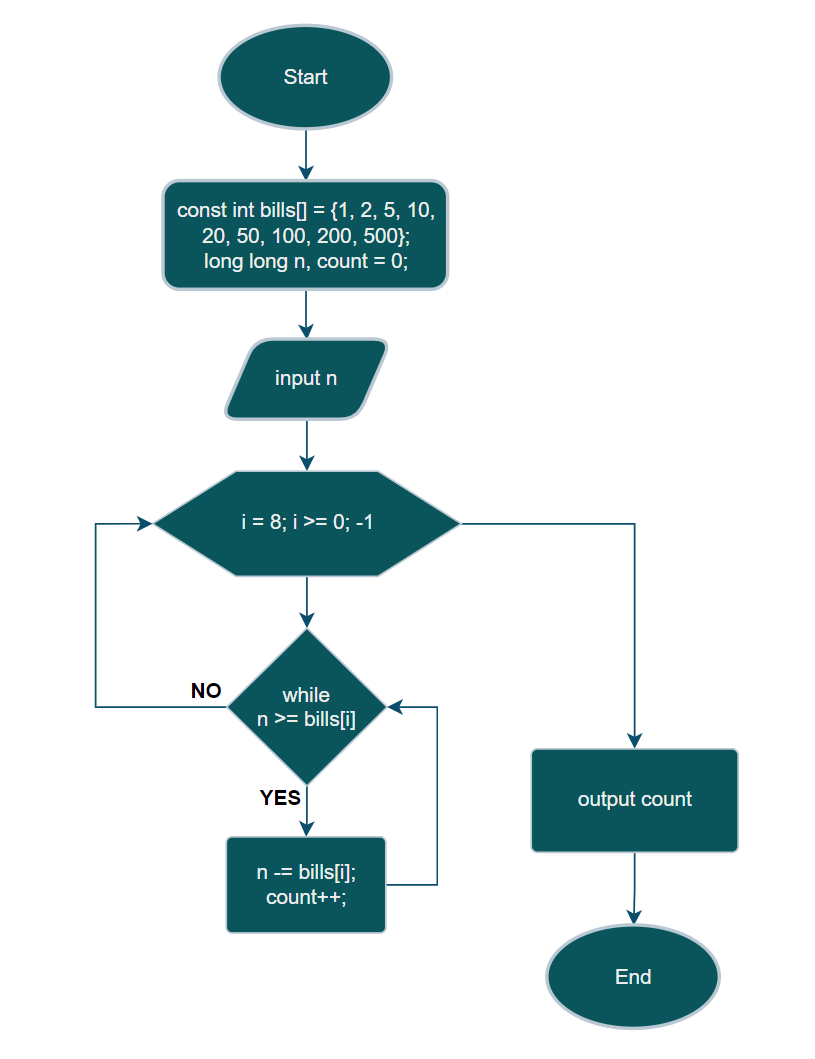 Start
const int bills[] = {1, 2, 5, 10,
20, 50, 100, 200, 500};
long long n, count = 0;
input n
i = 8; i >= 0; -1
NO
while
n >= bills[i]
YES
n -= bills[i];
count++;
output count
End